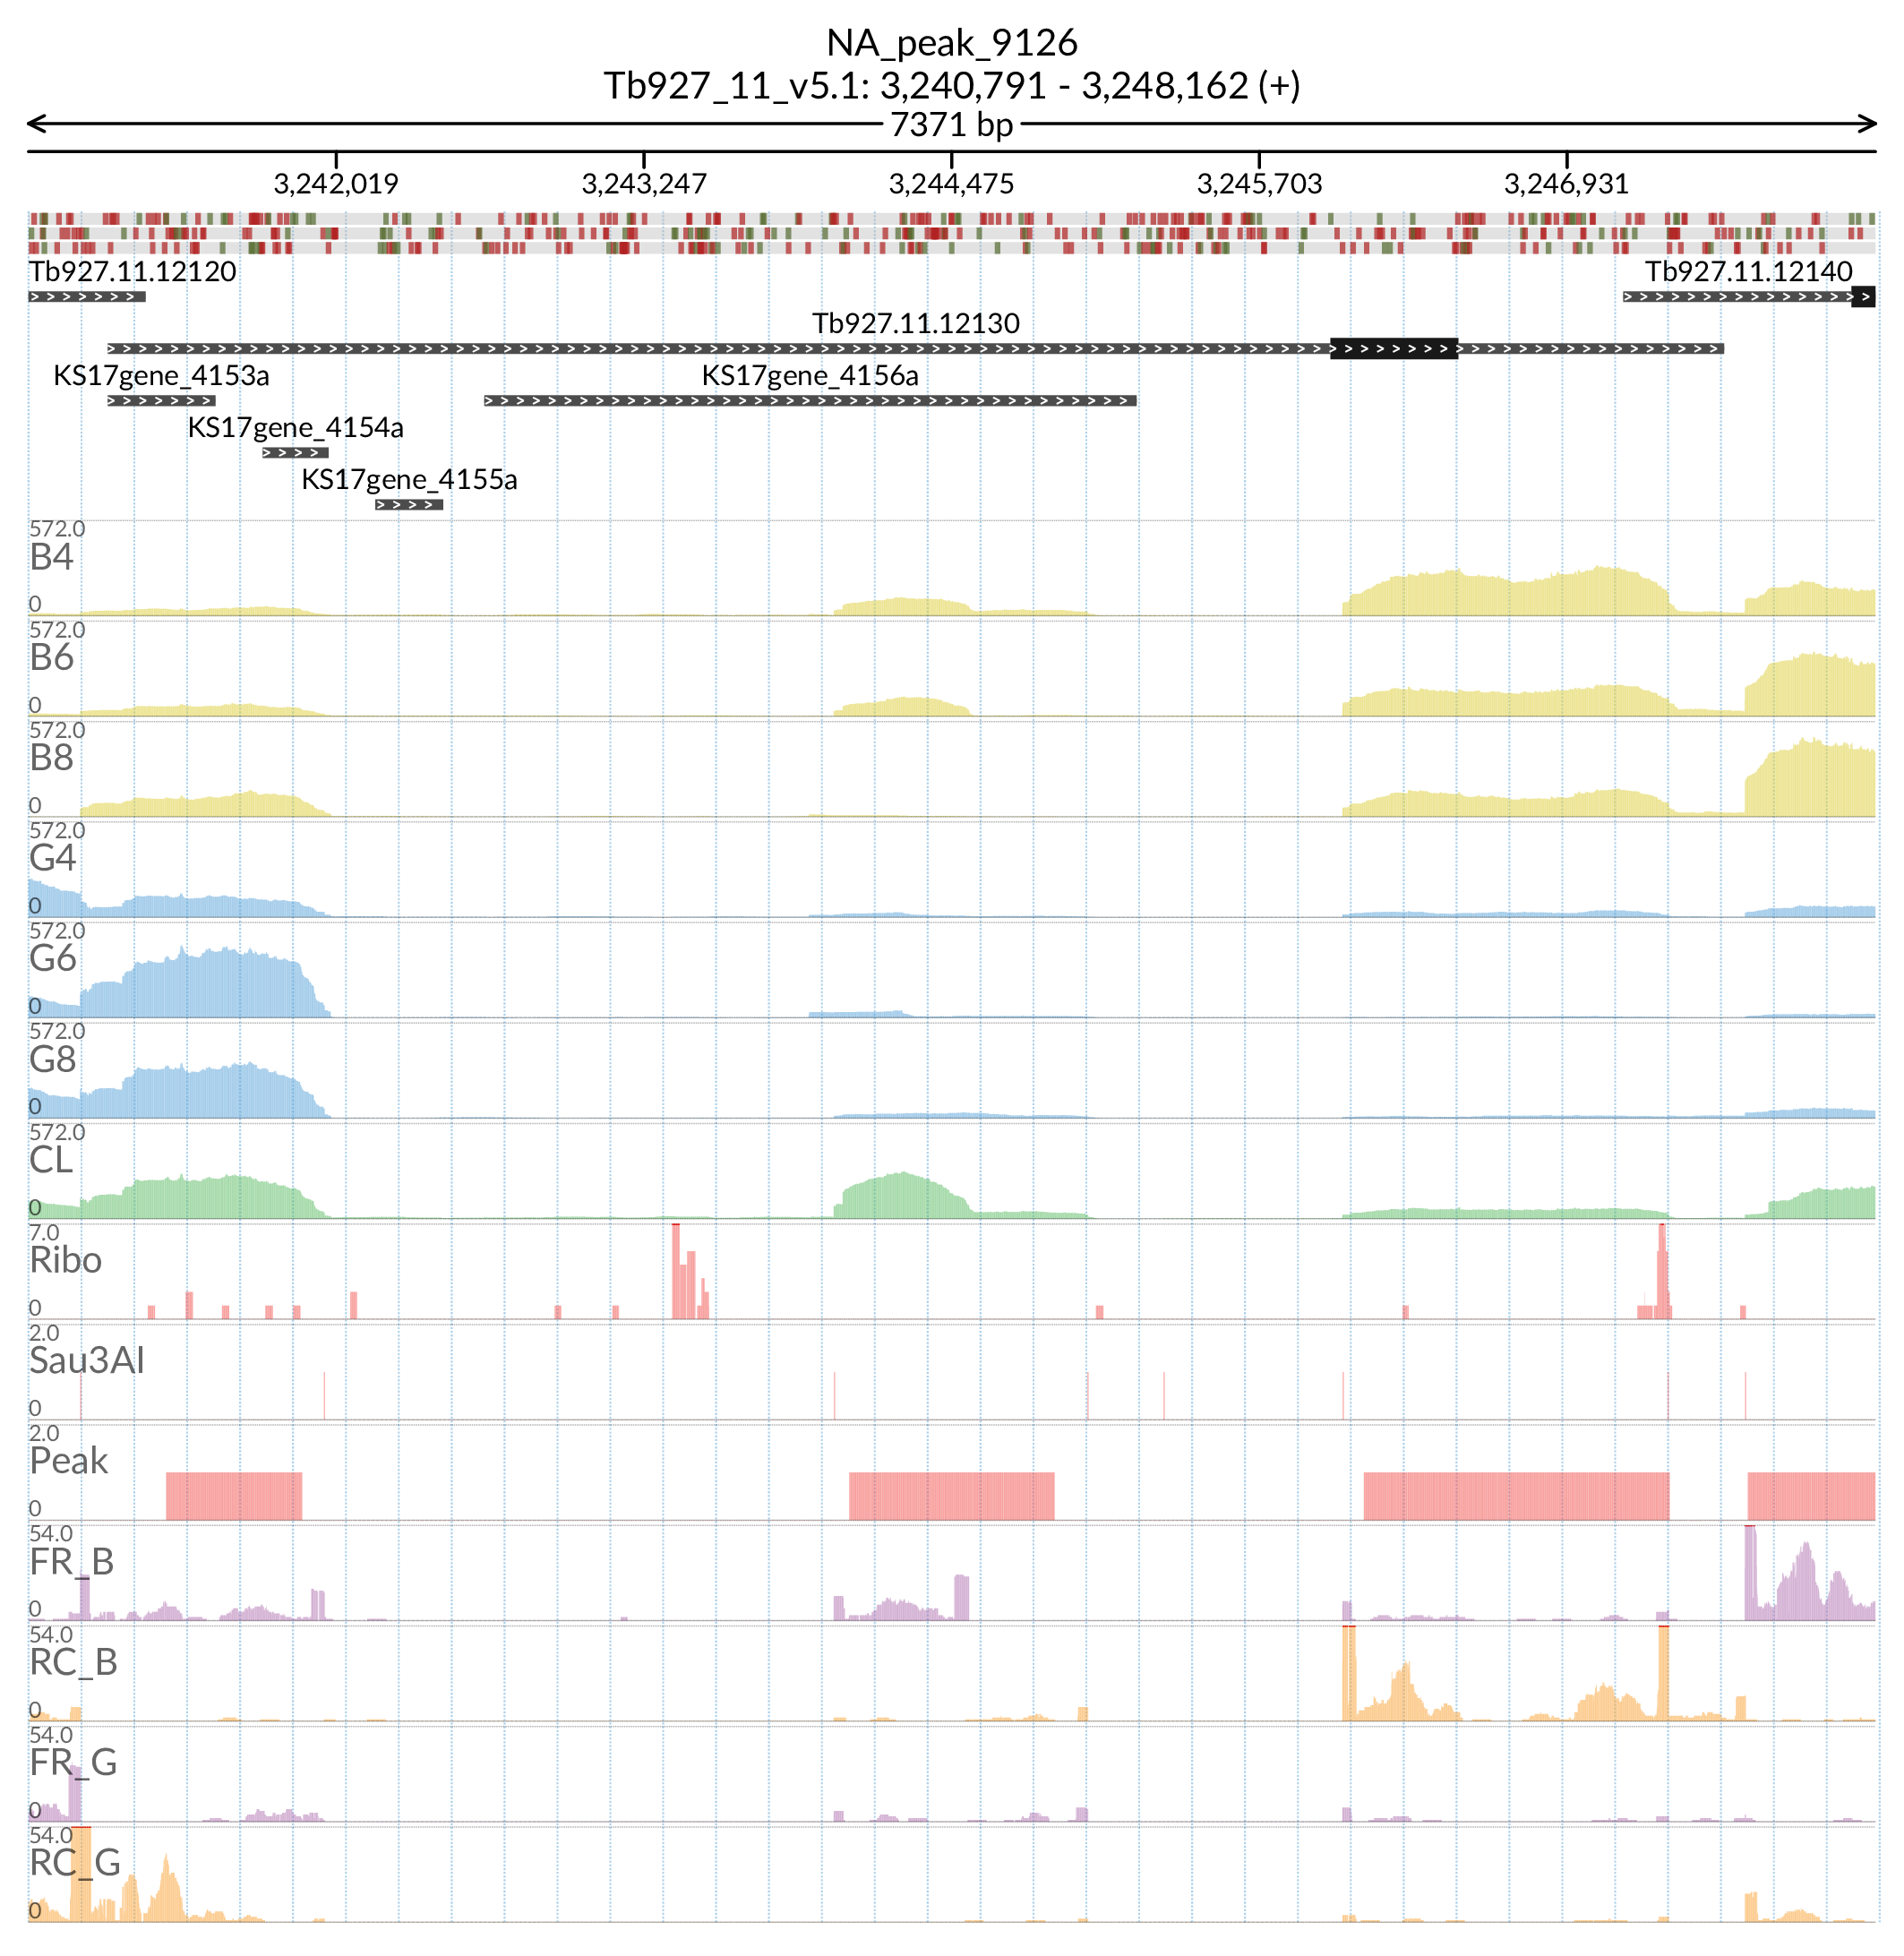 NA_peak_9126
Tb927_11_v5.1: 3,240,791 - 3,248,162 (+)
7371 bp
3,242,019 3,243,247 3,244,475 3,245,703 3,246,931
Tb927.11.12120 Tb927.11.12140
Tb927.11.12130
KS17gene_4153a KS17gene_4156a
KS17gene_4154a
KS17gene_4155a
572.0
B4
0
572.0
B6
0
572.0
B8
0
572.0
G4
0
572.0
G6
0
572.0
G8
0
572.0
CL
0
7.0
Ribo
0
2.0
Sau3AI
0
2.0
Peak
0
54.0
FR_B
0
54.0
RC_B
0
54.0
FR_G
0
54.0
RC_G
0